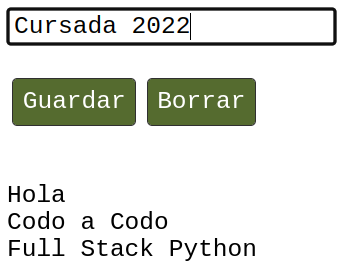 Cursada 2022
Guardar Borrar
Hola
Codo a Codo
Full Stack Python